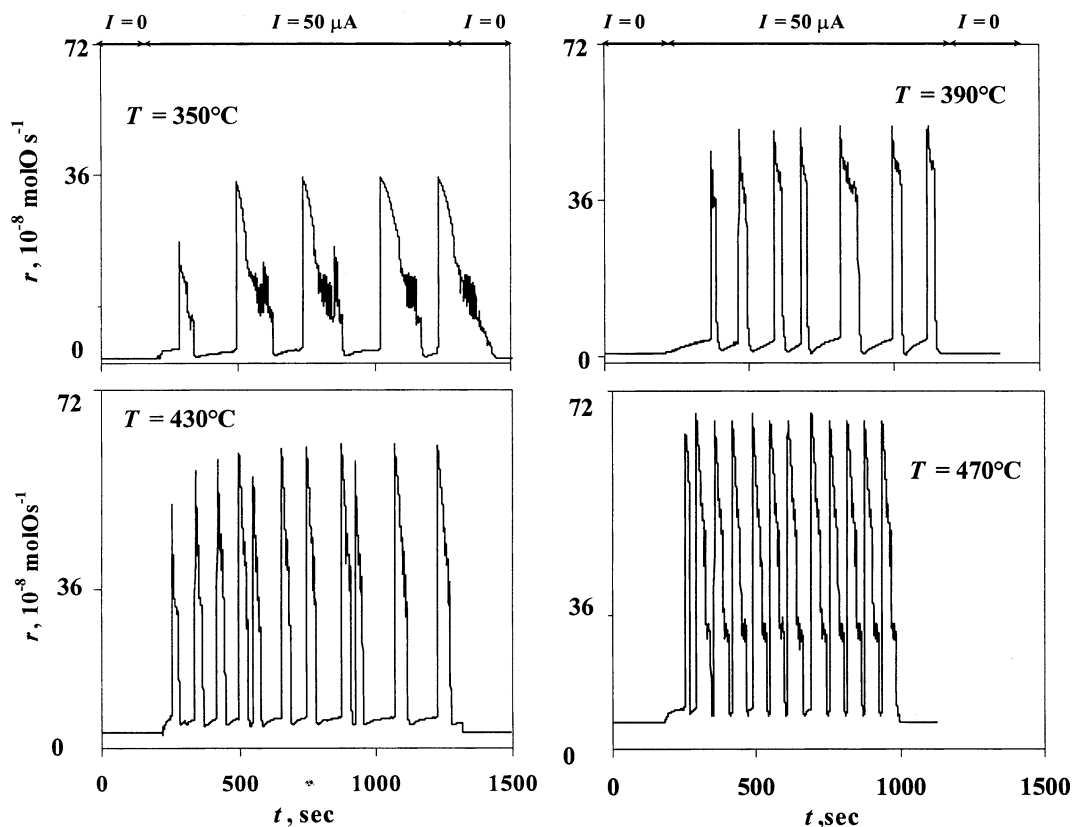 I = 0 I = 50 μA I = 0 I = 0 I = 50 μA I = 0
72 72
T = 350°C T = 390°C
r, 10⁻⁸ molO s⁻¹
36 36
0 0
72 72
T = 430°C T = 470°C
r, 10⁻⁸ molOs⁻¹
36 36
0 0
0 500 1000 1500 0 500 1000 1500
t, sec t,sec